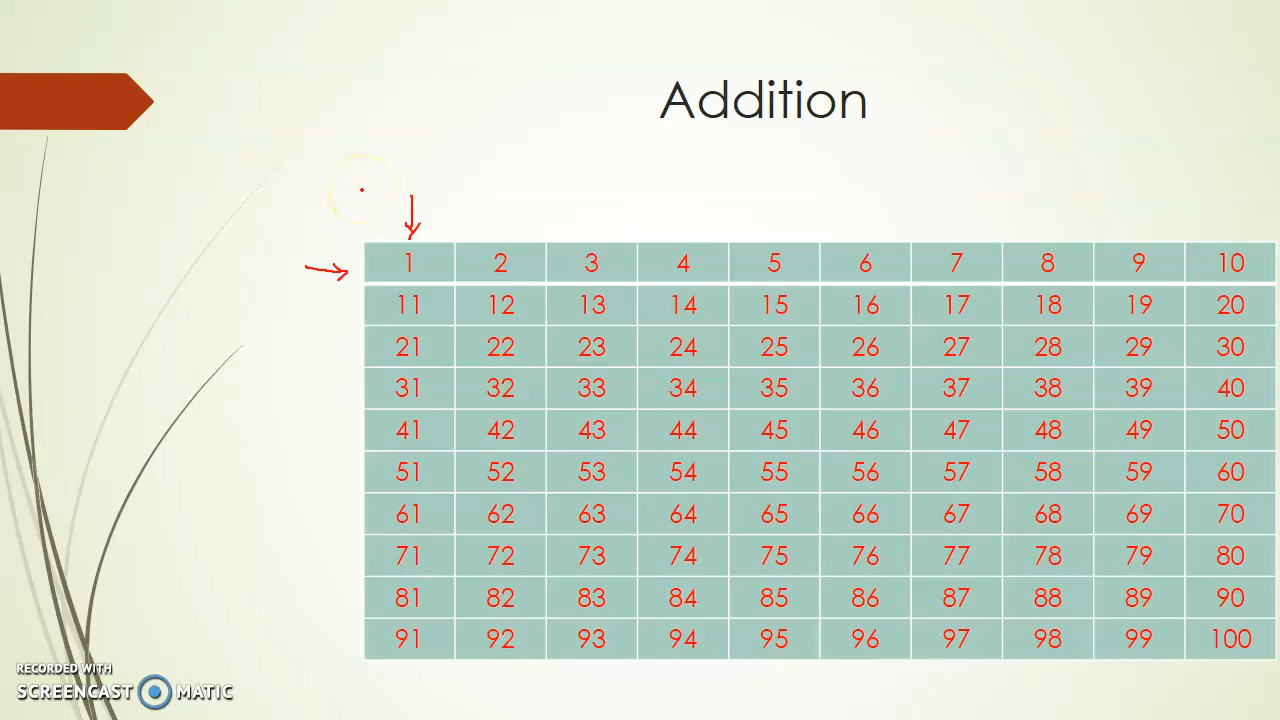 Addition
1 2 3 4 5 6 7 8 9 10
11 12 13 14 15 16 17 18 19 20
21 22 23 24 25 26 27 28 29 30
31 32 33 34 35 36 37 38 39 40
41 42 43 44 45 46 47 48 49 50
51 52 53 54 55 56 57 58 59 60
61 62 63 64 65 66 67 68 69 70
71 72 73 74 75 76 77 78 79 80
81 82 83 84 85 86 87 88 89 90
91 92 93 94 95 96 97 98 99 100
RECORDED WITH
SCREENCAST MATIC